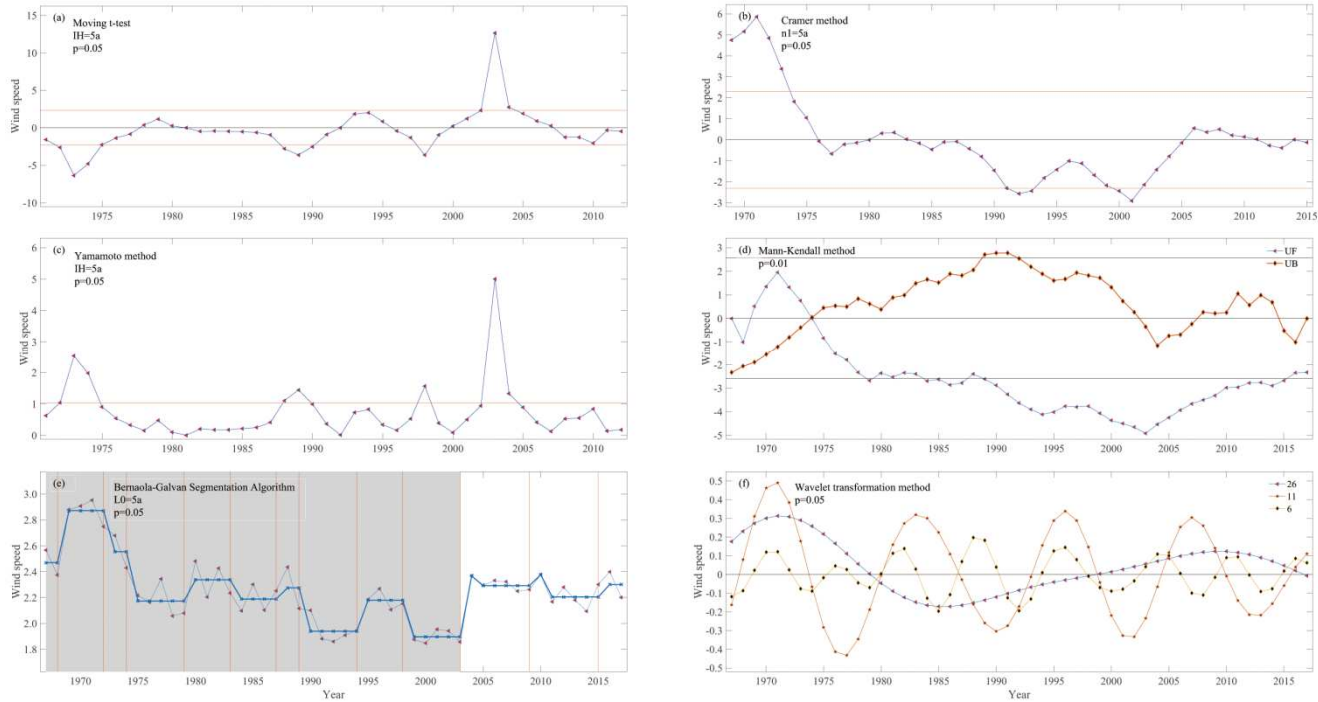 (a)
Moving t-test
IH=5a
p=0.05
Wind speed
15
10
5
0
-5
-10
1975 1980 1985 1990 1995 2000 2005 2010
(b)
Cramer method
n1=5a
p=0.05
Wind speed
6
5
4
3
2
1
0
-1
-2
-3
1970 1975 1980 1985 1990 1995 2000 2005 2010 2015
(c)
Yamoto method
IH=5a
p=0.05
Wind speed
6
5
4
3
2
1
0
1975 1980 1985 1990 1995 2000 2005 2010
(d)
Mann-Kendall method
p=0.01
UF
UB
Wind speed
3
2
1
0
-1
-2
-3
-4
-5
1970 1975 1980 1985 1990 1995 2000 2005 2010 2015
(e)
Bernaola-Galvan Segmentation Algorithm
L0=5a
p=0.05
Wind speed
3.0
2.8
2.6
2.4
2.2
2.0
1.8
1970 1975 1980 1985 1990 1995 2000 2005 2010 2015
Year
(f)
Wavelet transformation method
p=0.05
26
11
6
Wind speed
0.5
0.4
0.3
0.2
0.1
0
-0.1
-0.2
-0.3
-0.4
-0.5
1970 1975 1980 1985 1990 1995 2000 2005 2010 2015
Year